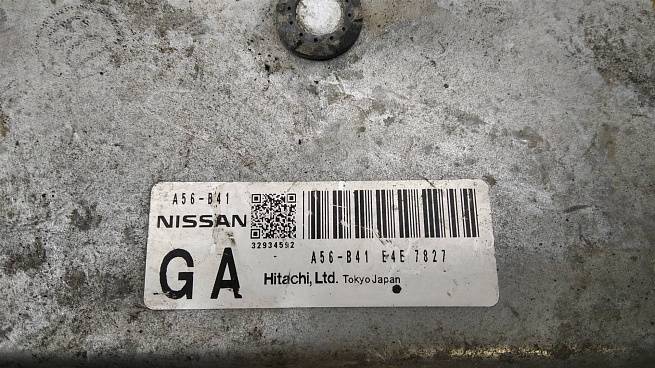 A56-B41
NISSAN
32934592
A56-B41 E4E 7827
GA
Hitachi, Ltd. Tokyo Japan